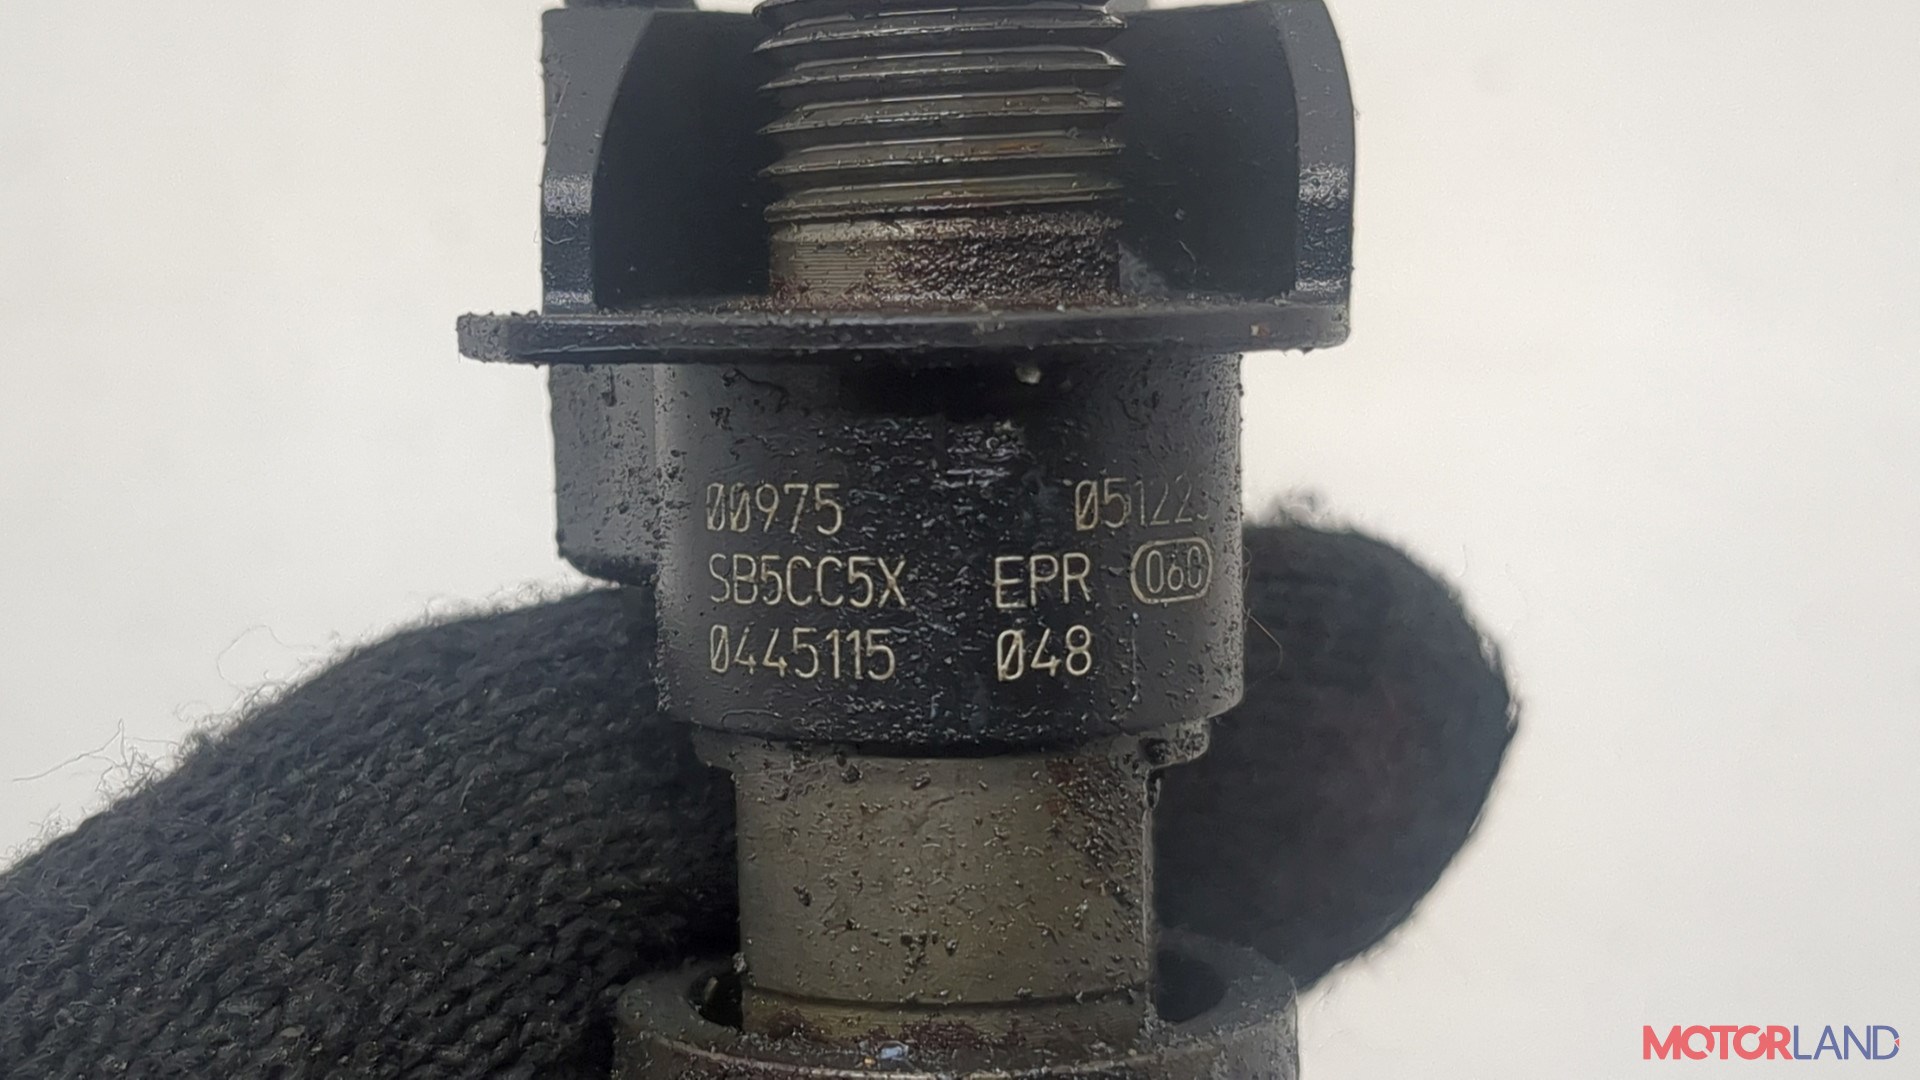 00975 05122
SB5CC5X EPR 060
0445115 048
MOTORLAND